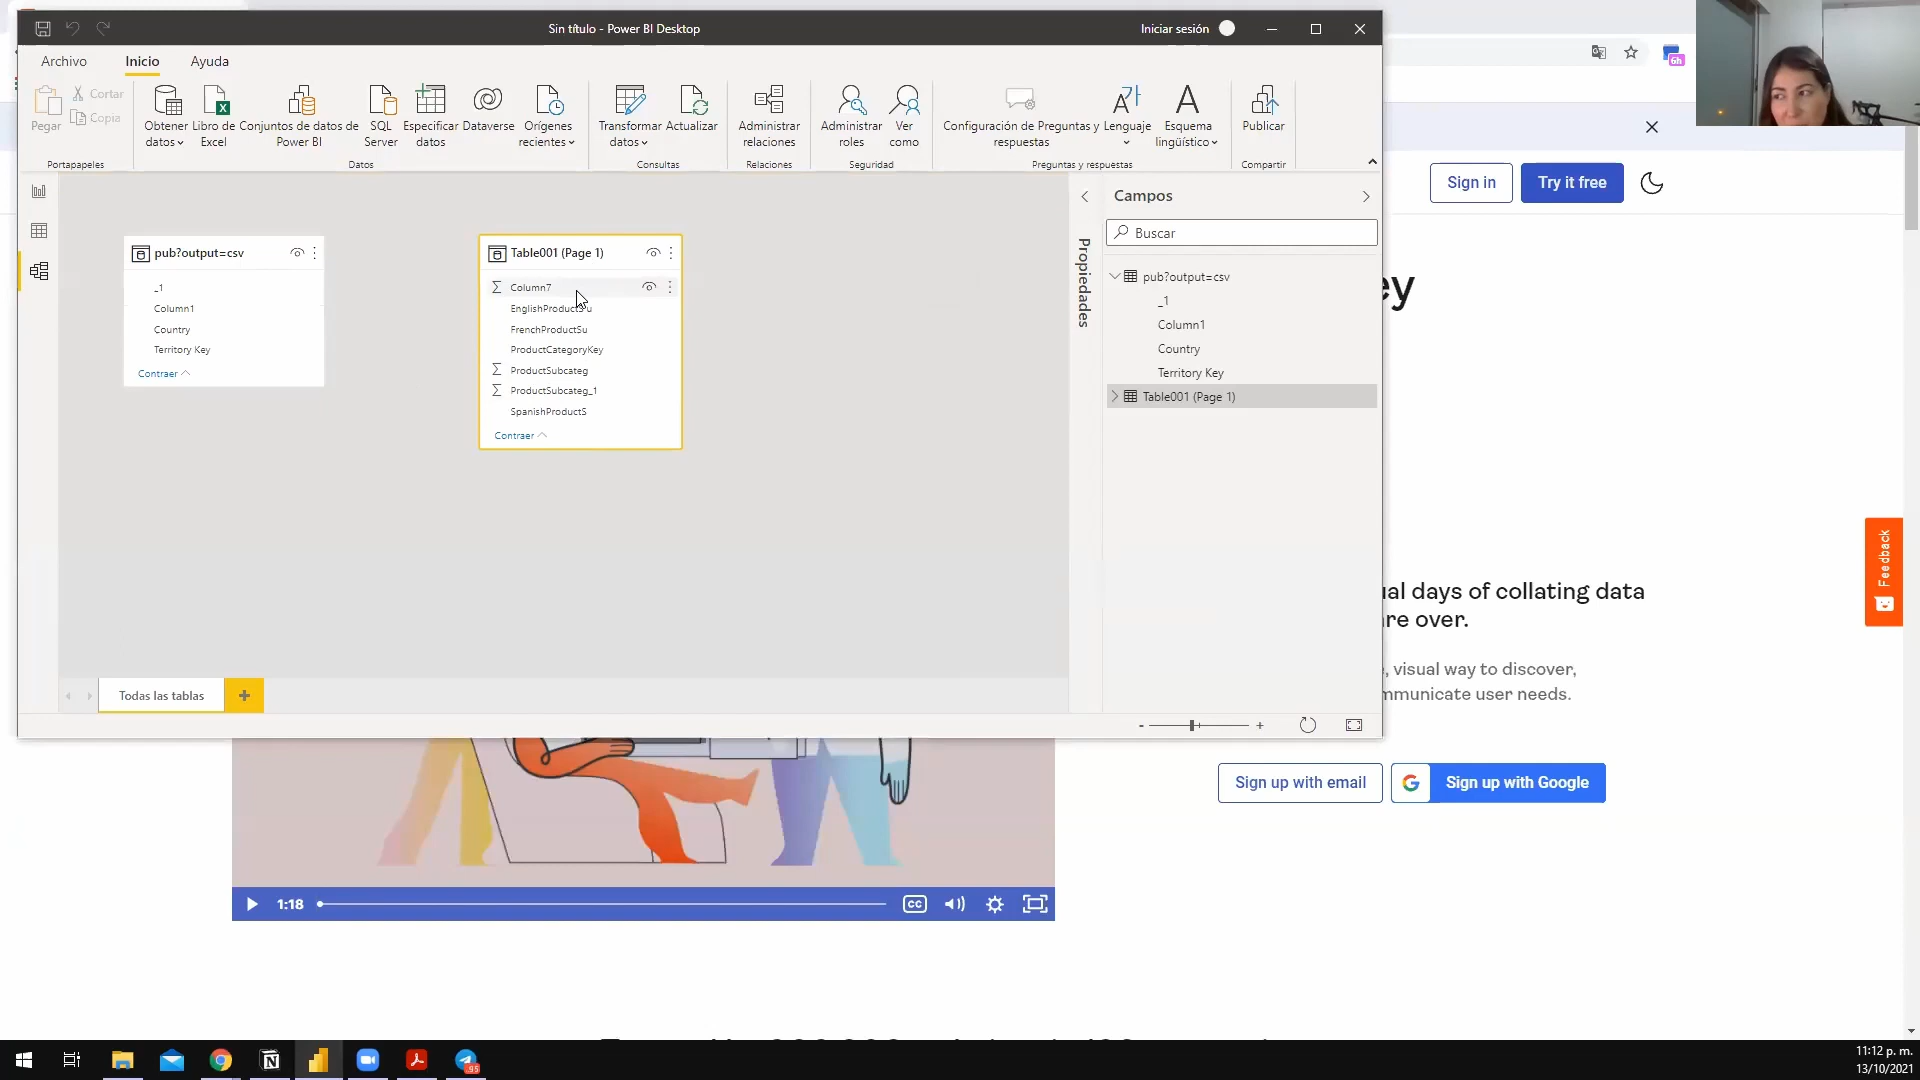 Sin título - Power BI Desktop
Iniciar sesión
Archivo
Inicio
Ayuda
Pegar
Cortar
Copia
Portapapeles
Obtener datos
Libro de Excel
Conjuntos de datos de Power BI
SQL Server
Especificar datos
Dataverse
Orígenes recientes
Datos
Transformar datos
Actualizar
Consultas
Administrar relaciones
Relaciones
Administrar roles
Ver como
Seguridad
Configuración de Preguntas y respuestas
Lenguaje
Esquema lingüístico
Preguntas y respuestas
Publicar
Compartir
pub?output=csv
_1
Column1
Country
Territory Key
Contraer
Table001 (Page 1)
Column7
FrenchProductSu
ProductCategoryKey
ProductSubcateg
ProductSubcateg_1
SpanishProductS
Contraer
Propiedades
Campos
Buscar
pub?output=csv
_1
Column1
Country
Territory Key
Table001 (Page 1)
Todas las tablas
6h
Sign in
Try it free
ey
ual days of collating data
re over.
, visual way to discover,
mmunicate user needs.
Sign up with email
Sign up with Google
Feedback
1:18
CC
11:12 p. m.
13/10/2021